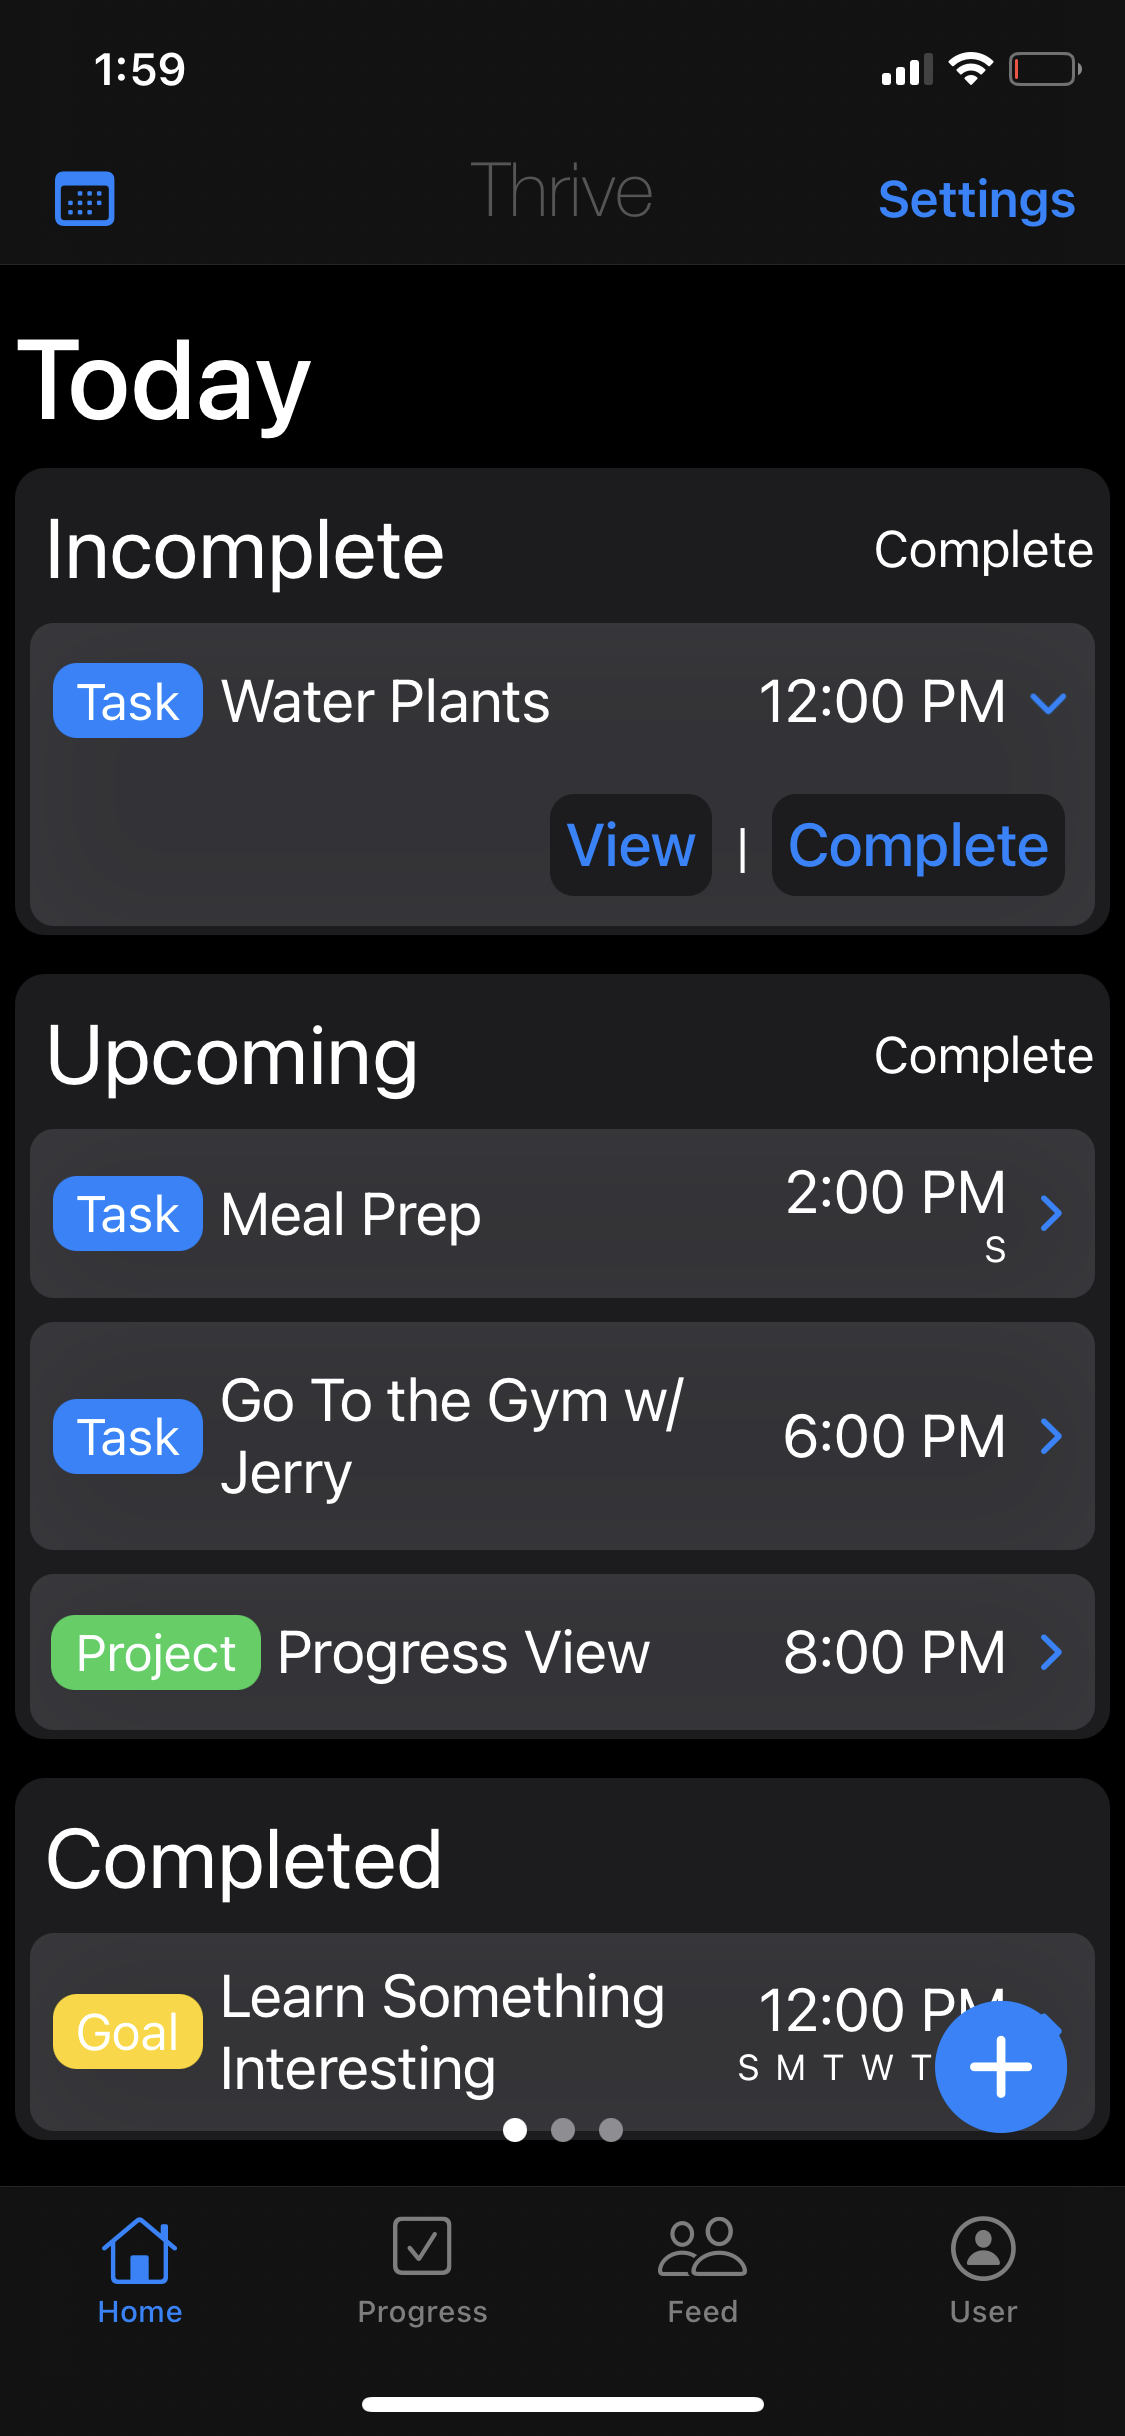 1:59
Thrive
Settings
Today
Incomplete
Complete
Task
Water Plants
12:00 PM
View | Complete
Upcoming
Complete
Task
Meal Prep
2:00 PM
S
Task
Go To the Gym w/
Jerry
6:00 PM
Project
Progress View
8:00 PM
Completed
Goal
Learn Something
Interesting
12:00 PM
S M T W T
Home
Progress
Feed
User